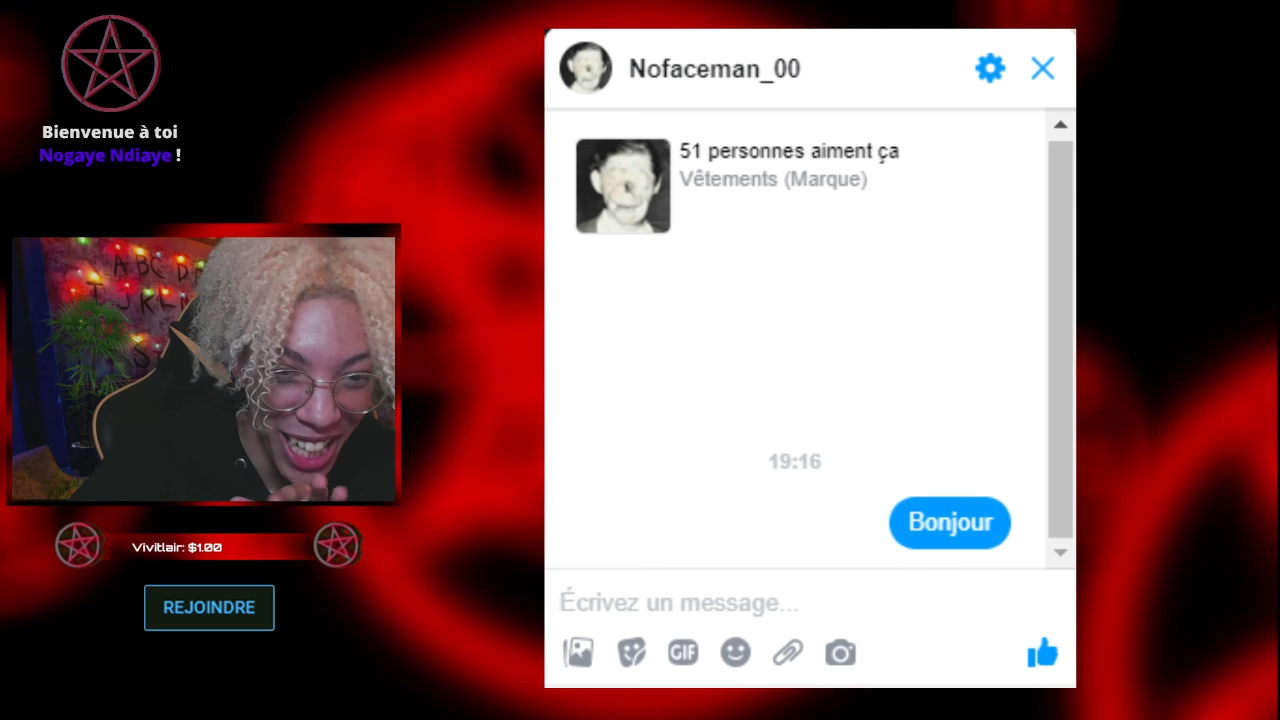 Bienvenue à toi
Nogaye Ndiaye !
A B C D
I J K L M
Vivitlair: $1.00
REJOINDRE
Nofaceman_00
51 personnes aiment ça
Vêtements (Marque)
19:16
Bonjour
Écrivez un message...
GIF